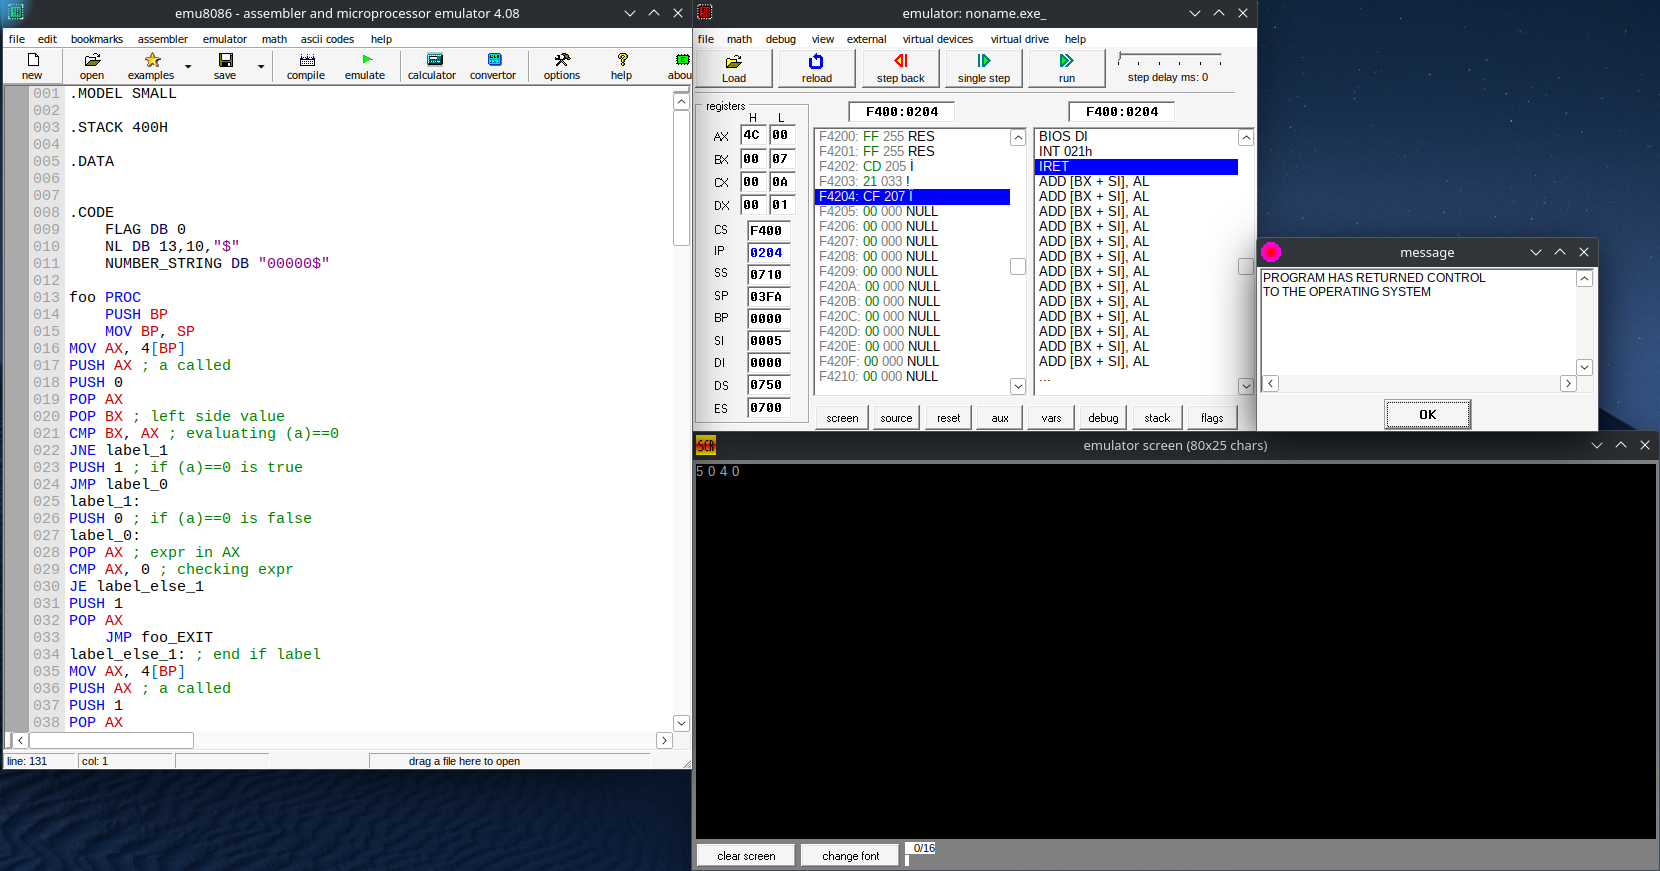 emu8086 - assembler and microprocessor emulator 4.08
file edit bookmarks assembler emulator math ascii codes help
new open examples save compile emulate calculator convertor options help abou
001 .MODEL SMALL
002
003 .STACK 400H
004
005 .DATA
006
007
008 .CODE
009 FLAG DB 0
010 NL DB 13,10,"$"
011 NUMBER_STRING DB "00000$"
012
013 foo PROC
014 PUSH BP
015 MOV BP, SP
016 MOV AX, 4[BP]
017 PUSH AX ; a called
018 PUSH 0
019 POP AX
020 POP BX ; left side value
021 CMP BX, AX ; evaluating (a)==0
022 JNE label_1
023 PUSH 1 ; if (a)==0 is true
024 JMP label_0
025 label_1:
026 PUSH 0 ; if (a)==0 is false
027 label_0:
028 POP AX ; expr in AX
029 CMP AX, 0 ; checking expr
030 JE label_else_1
031 PUSH 1
032 POP AX
033 JMP foo_EXIT
034 label_else_1: ; end if label
035 MOV AX, 4[BP]
036 PUSH AX ; a called
037 PUSH 1
038 POP AX
line: 131 col: 1 drag a file here to open
emulator: noname.exe_
file math debug view external virtual devices virtual drive help
Load reload step back single step run step delay ms: 0
registers
H L
AX 4C 00
BX 00 07
CX 00 0A
DX 00 01
CS F400
IP 0204
SS 0710
SP 03FA
BP 0000
SI 0005
DI 0000
DS 0750
ES 0700
F400:0204
F4200: FF 255 RES
F4201: FF 255 RES
F4202: CD 205 İ
F4203: 21 033 !
F4204: CF 207 Ï
F4205: 00 000 NULL
F4206: 00 000 NULL
F4207: 00 000 NULL
F4208: 00 000 NULL
F4209: 00 000 NULL
F420A: 00 000 NULL
F420B: 00 000 NULL
F420C: 00 000 NULL
F420D: 00 000 NULL
F420E: 00 000 NULL
F420F: 00 000 NULL
F4210: 00 000 NULL
F400:0204
BIOS DI
INT 021h
IRET
ADD [BX + SI], AL
ADD [BX + SI], AL
ADD [BX + SI], AL
ADD [BX + SI], AL
ADD [BX + SI], AL
ADD [BX + SI], AL
ADD [BX + SI], AL
ADD [BX + SI], AL
ADD [BX + SI], AL
ADD [BX + SI], AL
ADD [BX + SI], AL
ADD [BX + SI], AL
ADD [BX + SI], AL
...
screen source reset aux vars debug stack flags
message
PROGRAM HAS RETURNED CONTROL
TO THE OPERATING SYSTEM
OK
SCR
emulator screen (80x25 chars)
5 0 4 0
clear screen change font 0/16